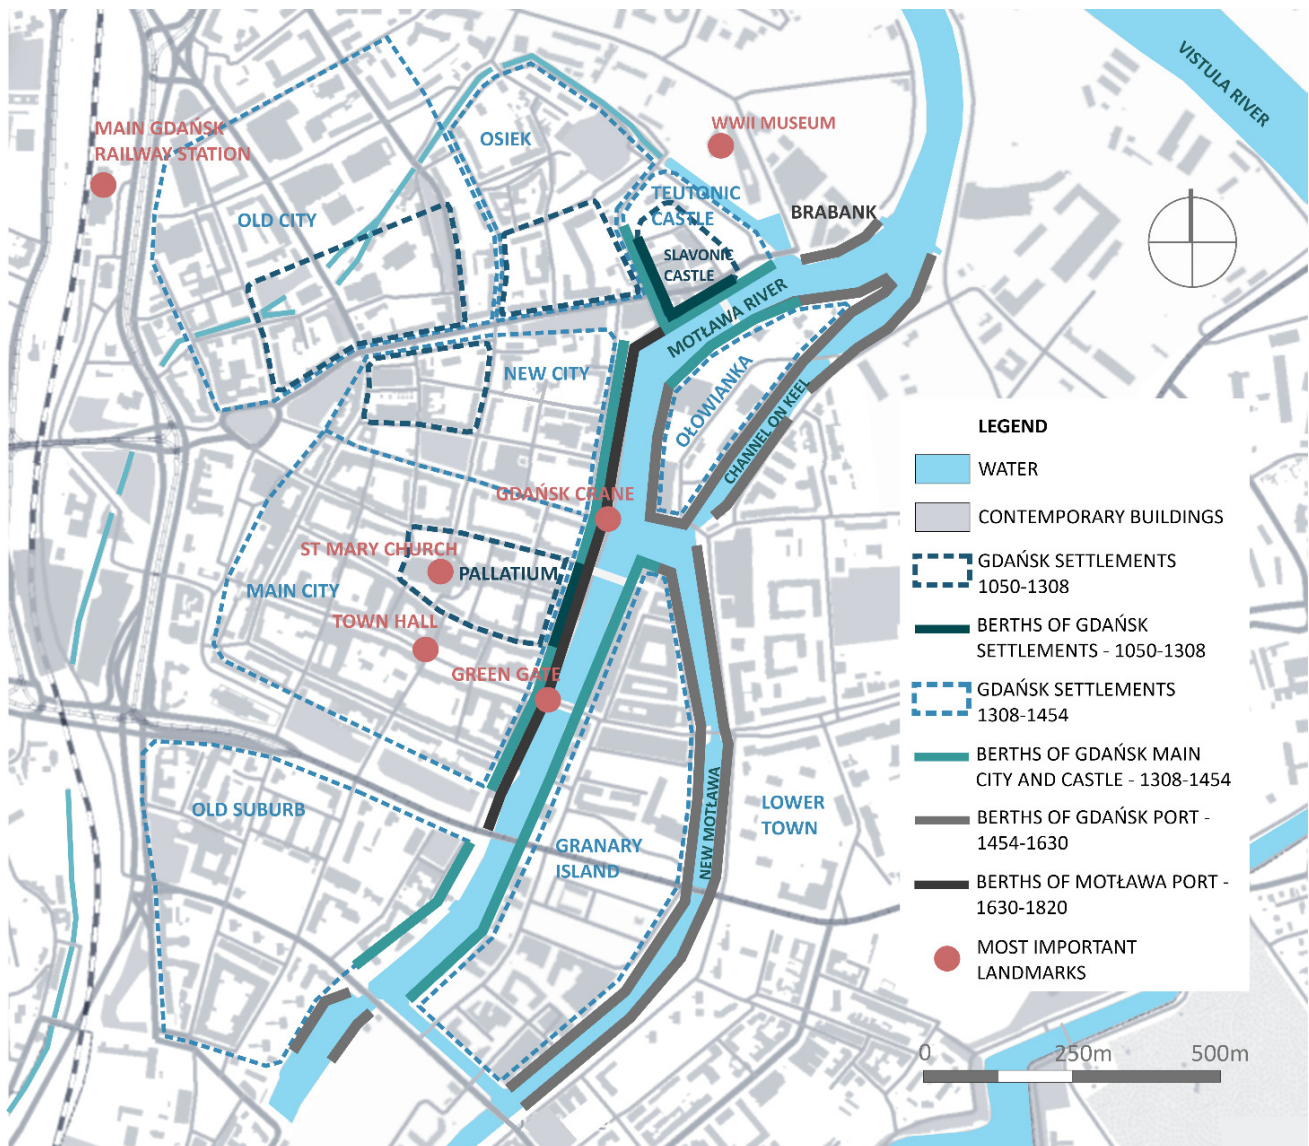 VISTULA RIVER
MAIN GDAŃSK
RAILWAY STATION
OSIEK
WWII MUSEUM
OLD CITY
TEUTONIC
CASTLE
BRABANK
SLAVONIC
CASTLE
MOTŁAWA RIVER
NEW CITY
OŁOWIANKA
CHANNEL ON KEEL
GDAŃSK CRANE
ST MARY CHURCH
PALLATIUM
MAIN CITY
TOWN HALL
GREEN GATE
OLD SUBURB
GRANARY
ISLAND
NEW MOTŁAWA
LOWER
TOWN
LEGEND
WATER
CONTEMPORARY BUILDINGS
GDAŃSK SETTLEMENTS
1050-1308
BERTHS OF GDAŃSK
SETTLEMENTS - 1050-1308
GDAŃSK SETTLEMENTS
1308-1454
BERTHS OF GDAŃSK MAIN
CITY AND CASTLE - 1308-1454
BERTHS OF GDAŃSK PORT -
1454-1630
BERTHS OF MOTŁAWA PORT -
1630-1820
MOST IMPORTANT
LANDMARKS
0 250m 500m